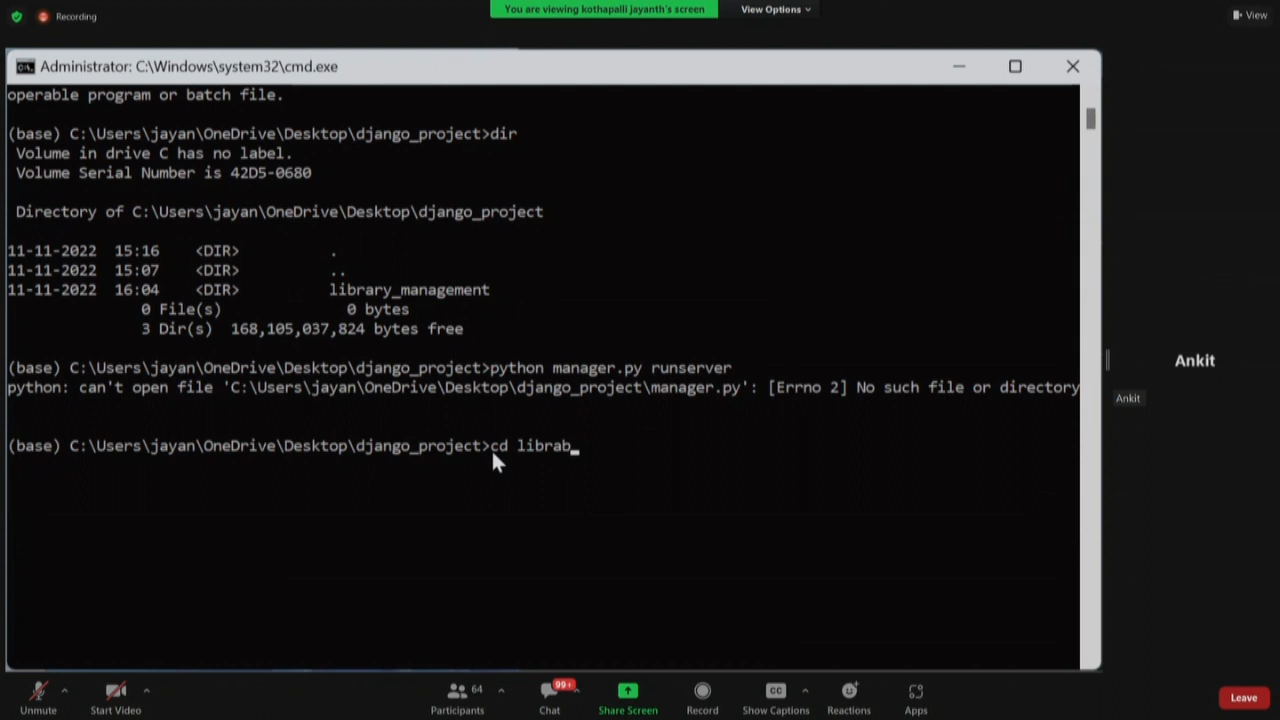 Recording
You are viewing kothapalli jayanth's screen
View Options
View
Administrator: C:\Windows\system32\cmd.exe
operable program or batch file.
(base) C:\Users\jayan\OneDrive\Desktop\django_project>dir
Volume in drive C has no label.
Volume Serial Number is 42D5-0680
Directory of C:\Users\jayan\OneDrive\Desktop\django_project
11-11-2022 15:16 <DIR> .
11-11-2022 15:07 <DIR> ..
11-11-2022 16:04 <DIR> library_management
0 File(s) 0 bytes
3 Dir(s) 168,105,037,824 bytes free
(base) C:\Users\jayan\OneDrive\Desktop\django_project>python manager.py runserver
python: can't open file 'C:\Users\jayan\OneDrive\Desktop\django_project\manager.py': [Errno 2] No such file or directory
(base) C:\Users\jayan\OneDrive\Desktop\django_project>cd librab_
Ankit
Ankit
Unmute
Start Video
Participants 64
Chat 99+
Share Screen
Record
CC Show Captions
Reactions
Apps
Leave